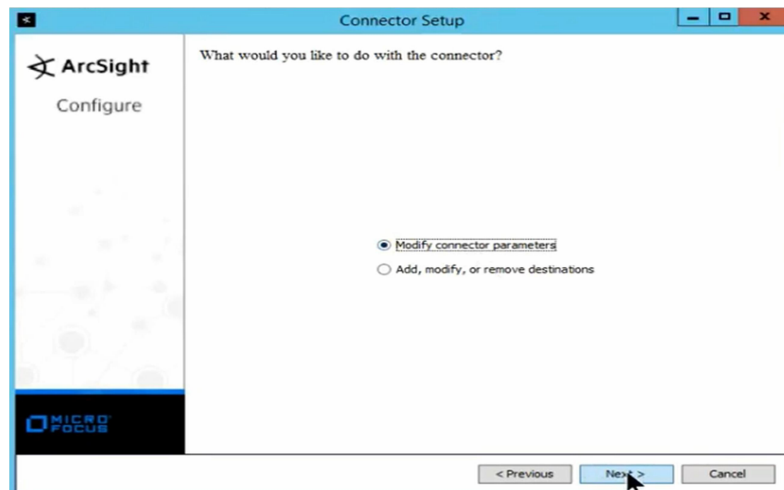 Connector Setup
ArcSight
Configure
What would you like to do with the connector?
Modify connector parameters
Add, modify, or remove destinations
MICRO
FOCUS
< Previous
Next >
Cancel